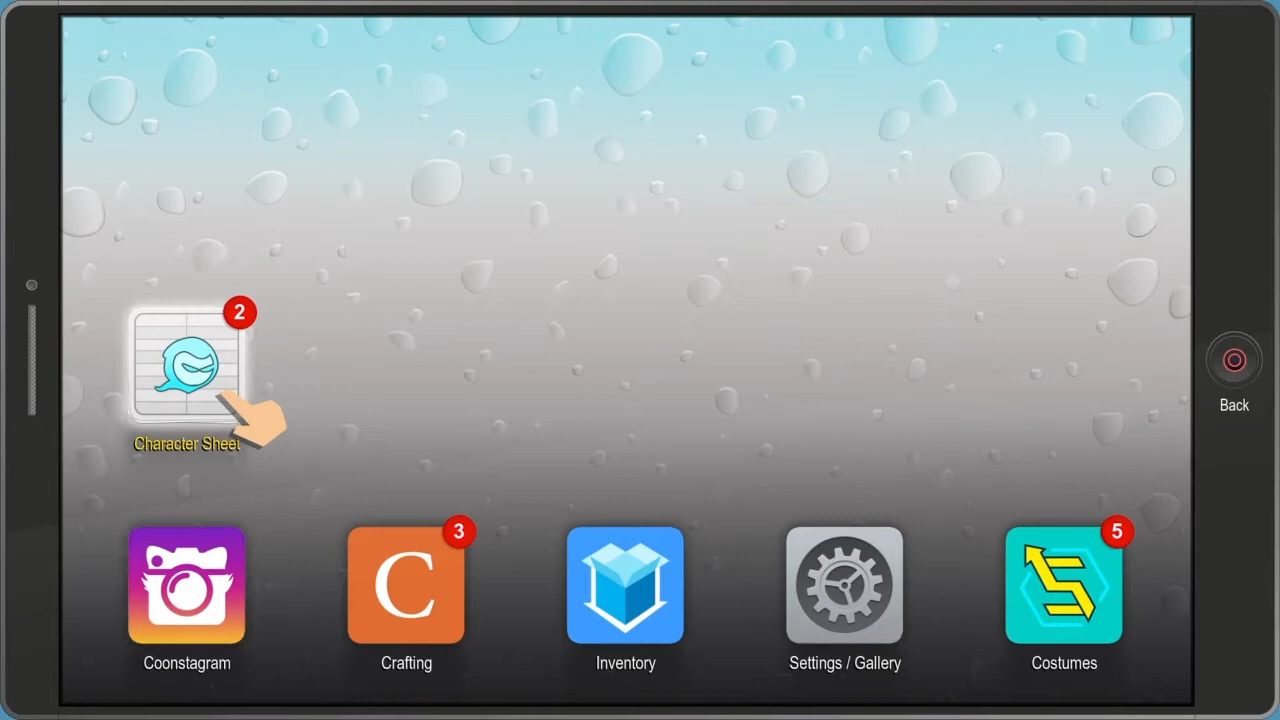 2
Character Sheet
Back
3
5
C
Coonstagram
Crafting
Inventory
Settings / Gallery
Costumes